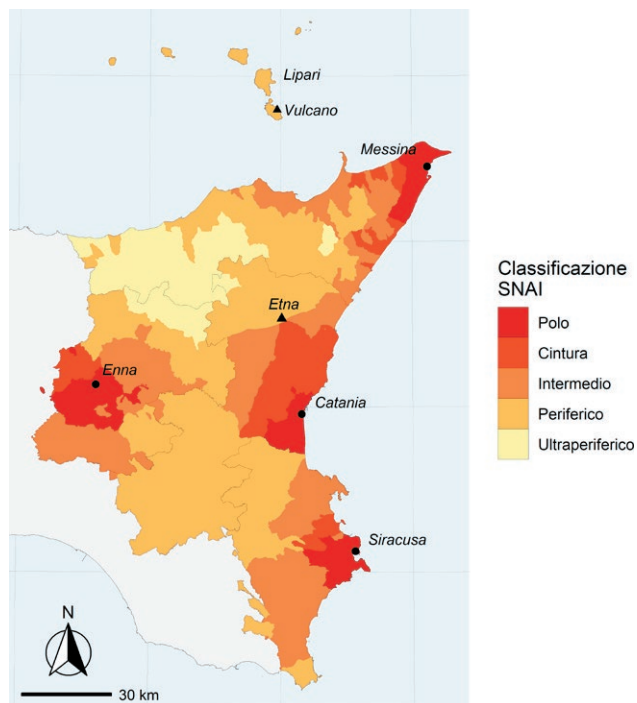 Lipari
Vulcano
Messina
Etna
Enna
Catania
Siracusa
N
30 km
Classificazione
SNAI
Polo
Cintura
Intermedio
Periferico
Ultraperiferico